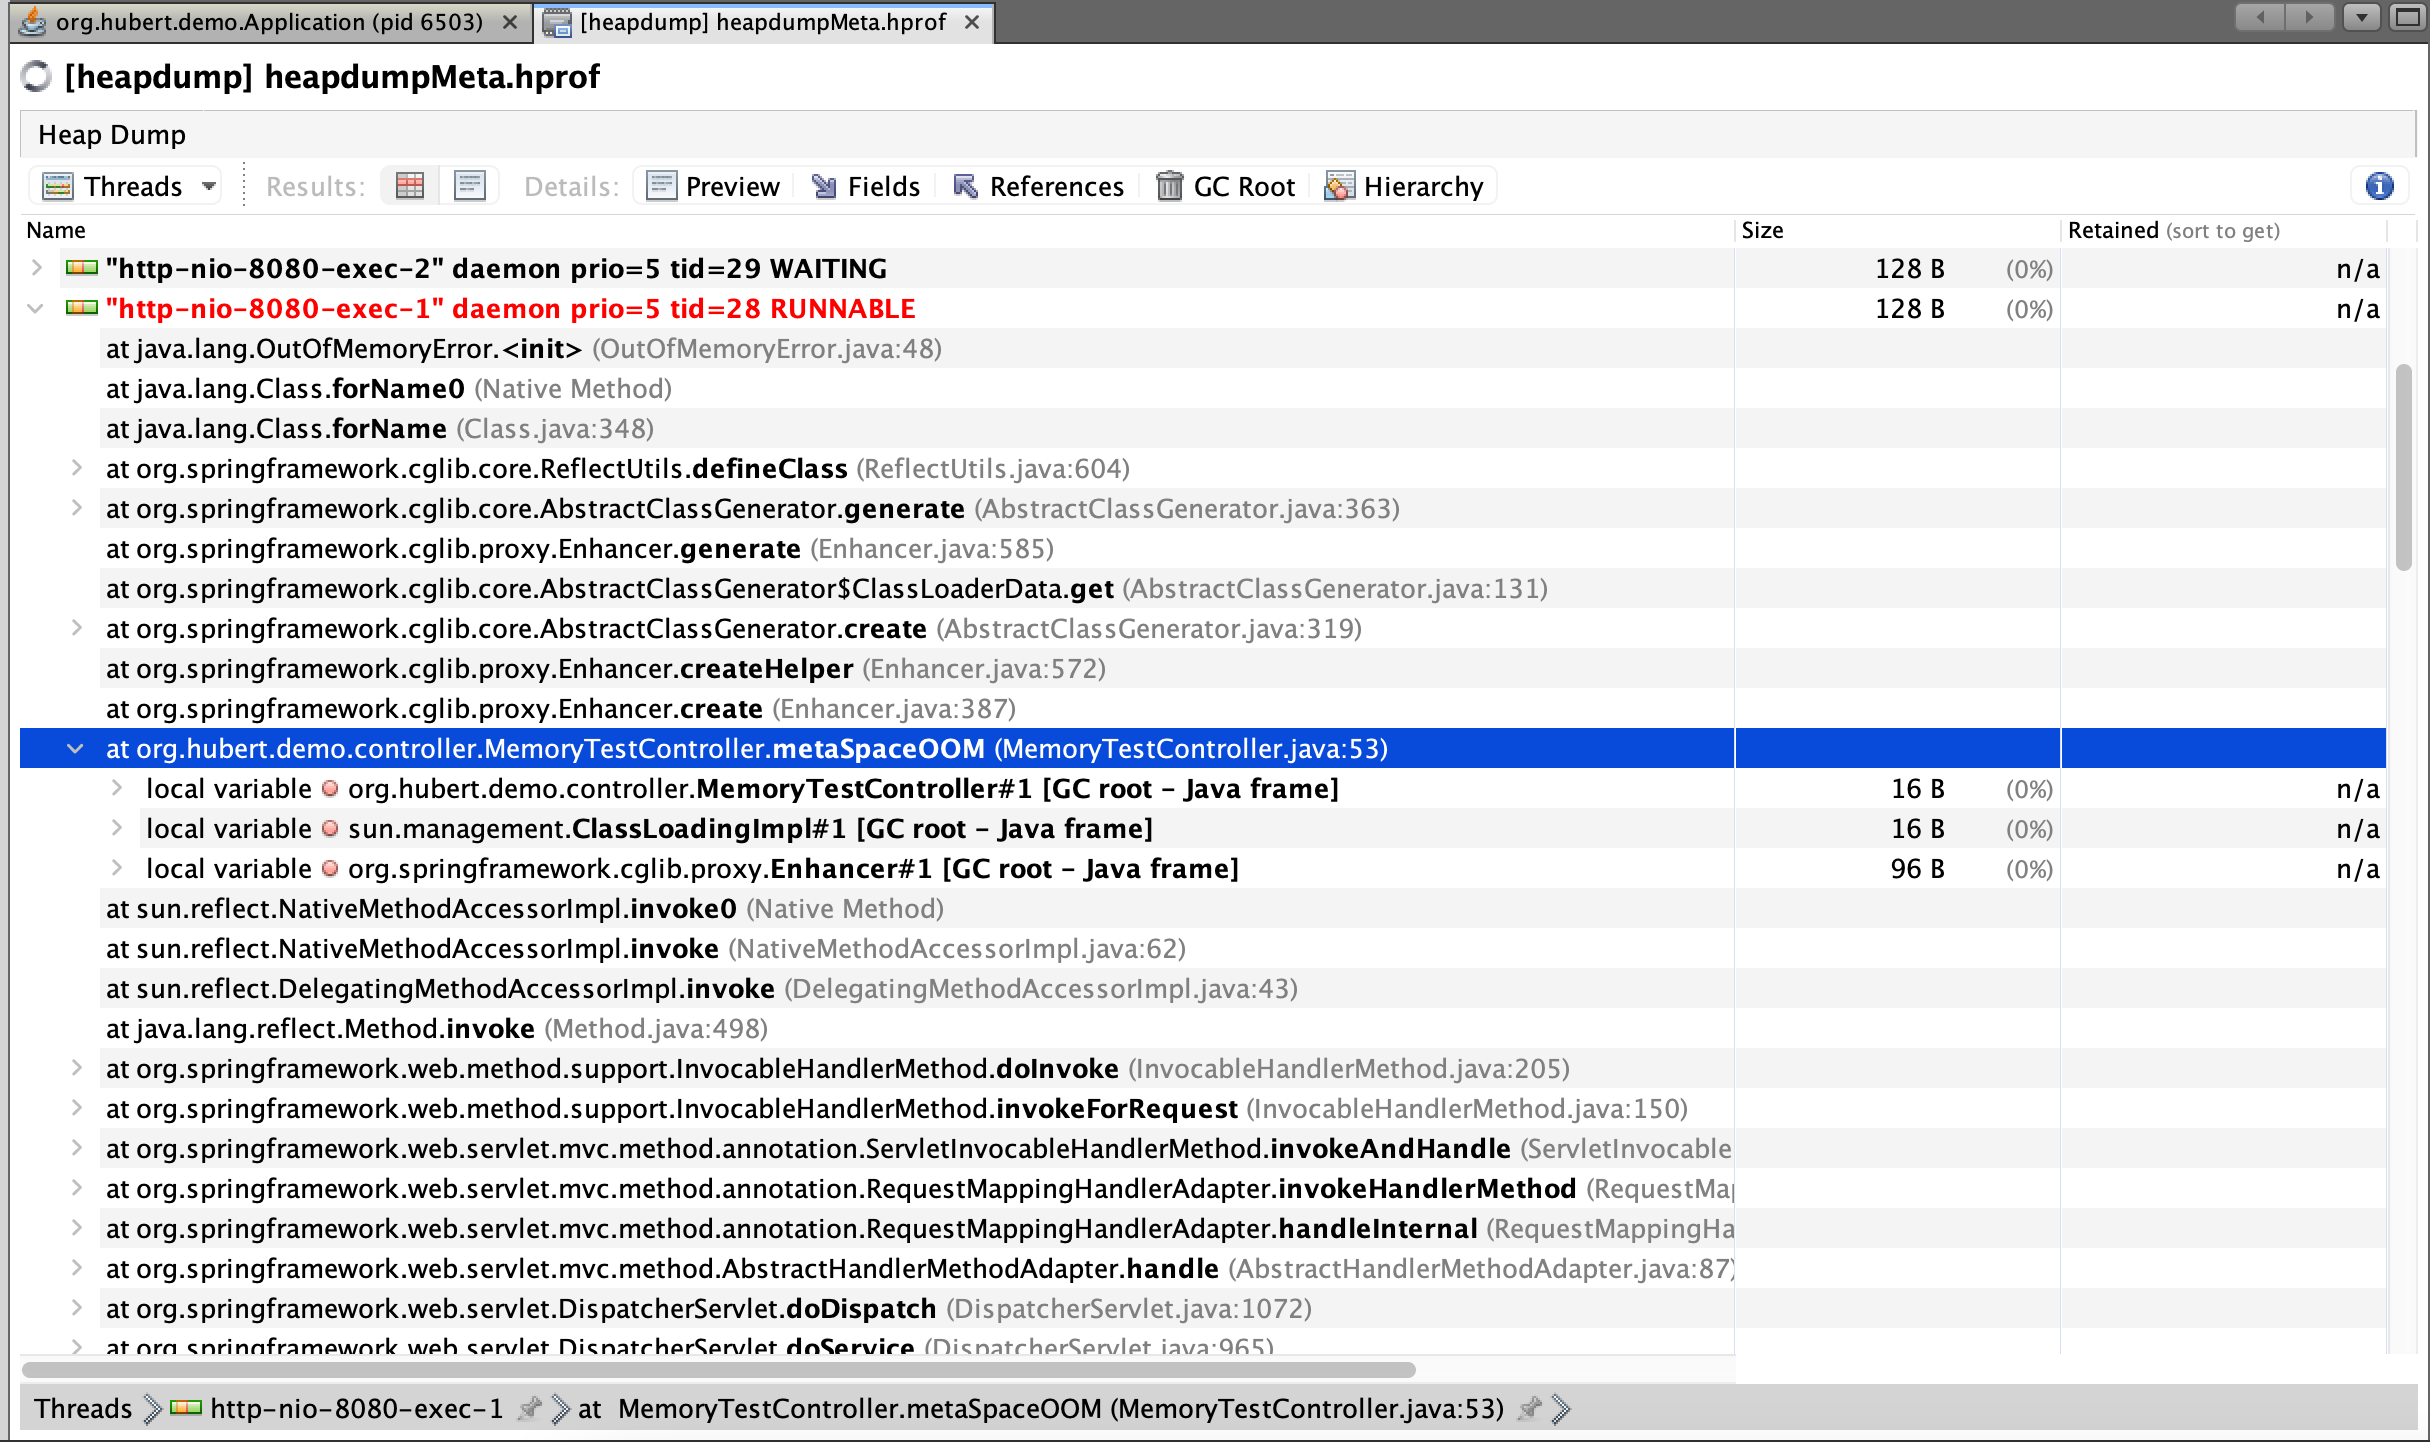 org.hubert.demo.Application (pid 6503) [heapdump] heapdumpMeta.hprof
[heapdump] heapdumpMeta.hprof
Heap Dump
Threads Results: Details: Preview Fields References GC Root Hierarchy
Name Size Retained (sort to get)
"http-nio-8080-exec-2" daemon prio=5 tid=29 WAITING 128 B (0%) n/a
"http-nio-8080-exec-1" daemon prio=5 tid=28 RUNNABLE 128 B (0%) n/a
at java.lang.OutOfMemoryError.<init> (OutOfMemoryError.java:48)
at java.lang.Class.forName0 (Native Method)
at java.lang.Class.forName (Class.java:348)
at org.springframework.cglib.core.ReflectUtils.defineClass (ReflectUtils.java:604)
at org.springframework.cglib.core.AbstractClassGenerator.generate (AbstractClassGenerator.java:363)
at org.springframework.cglib.proxy.Enhancer.generate (Enhancer.java:585)
at org.springframework.cglib.core.AbstractClassGenerator$ClassLoaderData.get (AbstractClassGenerator.java:131)
at org.springframework.cglib.core.AbstractClassGenerator.create (AbstractClassGenerator.java:319)
at org.springframework.cglib.proxy.Enhancer.createHelper (Enhancer.java:572)
at org.springframework.cglib.proxy.Enhancer.create (Enhancer.java:387)
at org.hubert.demo.controller.MemoryTestController.metaSpaceOOM (MemoryTestController.java:53)
local variable org.hubert.demo.controller.MemoryTestController#1 [GC root - Java frame] 16 B (0%) n/a
local variable sun.management.ClassLoadingImpl#1 [GC root - Java frame] 16 B (0%) n/a
local variable org.springframework.cglib.proxy.Enhancer#1 [GC root - Java frame] 96 B (0%) n/a
at sun.reflect.NativeMethodAccessorImpl.invoke0 (Native Method)
at sun.reflect.NativeMethodAccessorImpl.invoke (NativeMethodAccessorImpl.java:62)
at sun.reflect.DelegatingMethodAccessorImpl.invoke (DelegatingMethodAccessorImpl.java:43)
at java.lang.reflect.Method.invoke (Method.java:498)
at org.springframework.web.method.support.InvocableHandlerMethod.doInvoke (InvocableHandlerMethod.java:205)
at org.springframework.web.method.support.InvocableHandlerMethod.invokeForRequest (InvocableHandlerMethod.java:150)
at org.springframework.web.servlet.mvc.method.annotation.ServletInvocableHandlerMethod.invokeAndHandle (ServletInvocable
at org.springframework.web.servlet.mvc.method.annotation.RequestMappingHandlerAdapter.invokeHandlerMethod (RequestMap
at org.springframework.web.servlet.mvc.method.annotation.RequestMappingHandlerAdapter.handleInternal (RequestMappingHa
at org.springframework.web.servlet.mvc.method.AbstractHandlerMethodAdapter.handle (AbstractHandlerMethodAdapter.java:87)
at org.springframework.web.servlet.DispatcherServlet.doDispatch (DispatcherServlet.java:1072)
at org.springframework.web.servlet.DispatcherServlet.doService (DispatcherServlet.java:965)
Threads http-nio-8080-exec-1 at MemoryTestController.metaSpaceOOM (MemoryTestController.java:53)